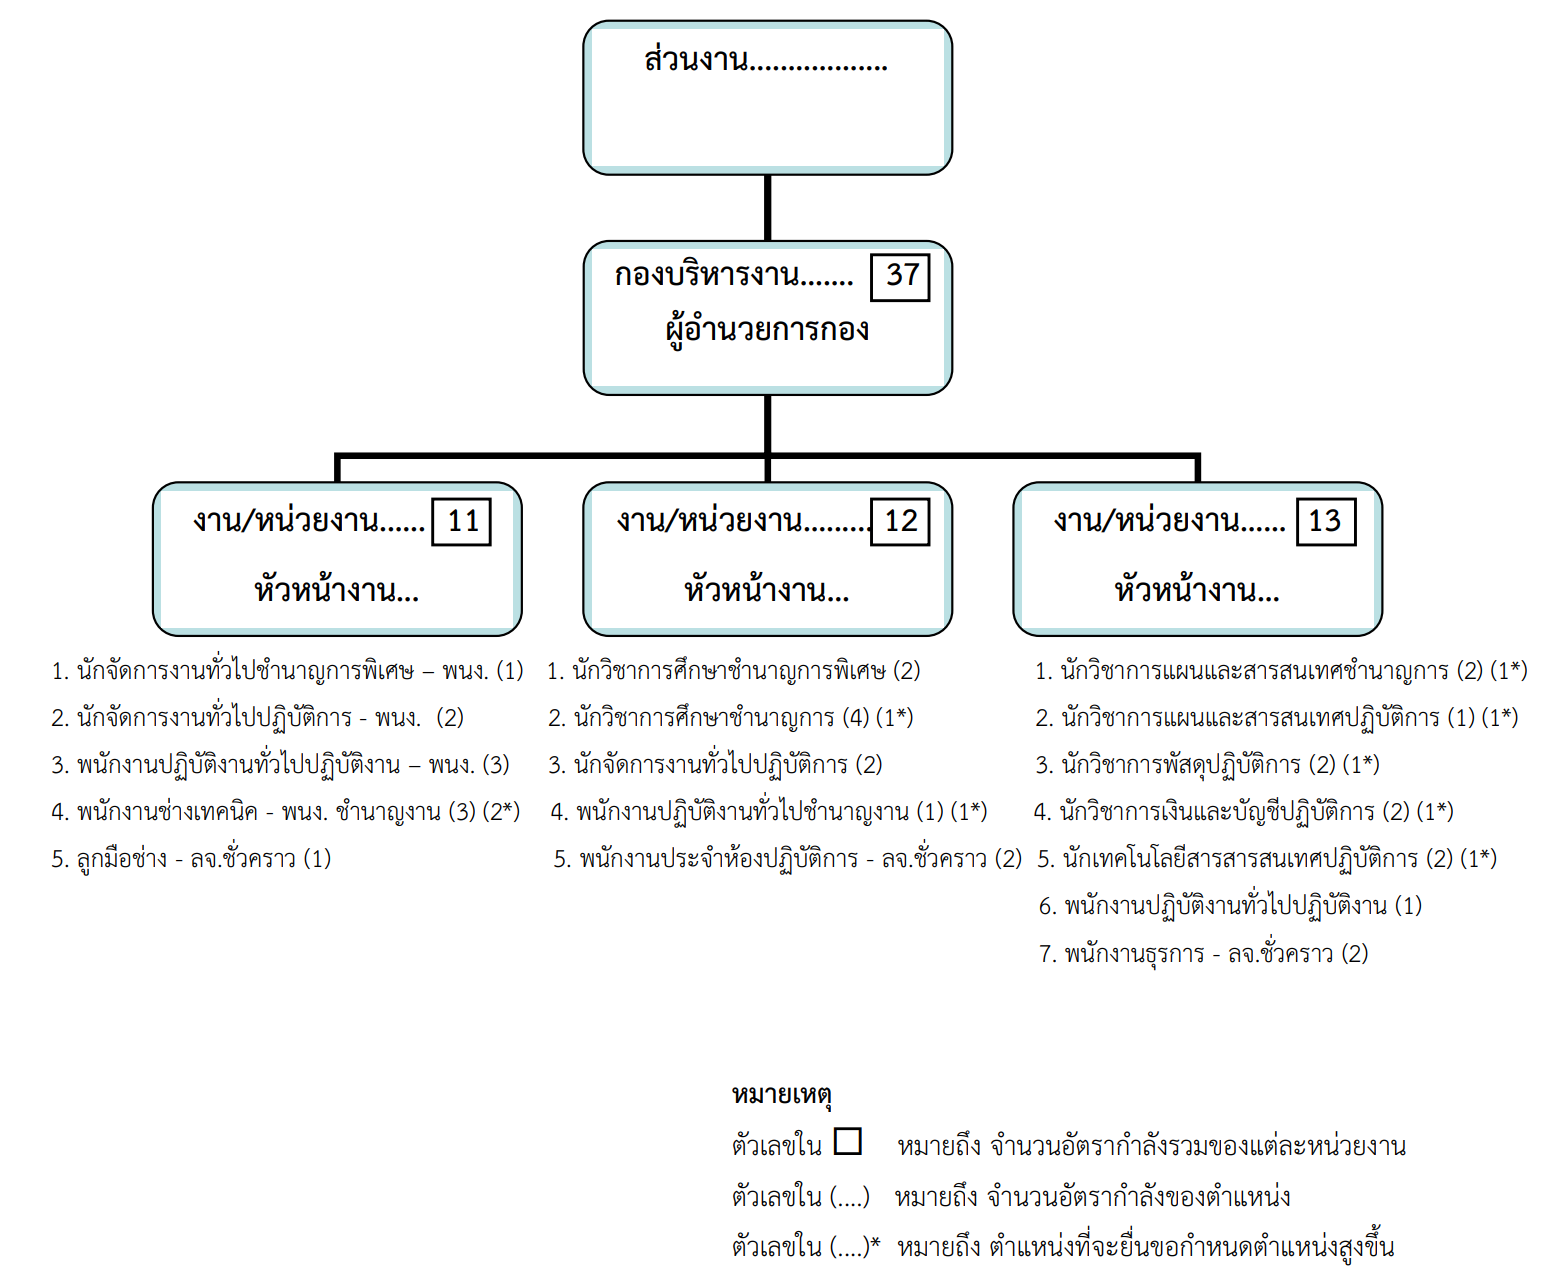 ส่วนงาน..................
กองบริหารงาน....... 37
ผู้อำนวยการกอง
งาน/หน่วยงาน...... 11
หัวหน้างาน...
งาน/หน่วยงาน......... 12
หัวหน้างาน...
งาน/หน่วยงาน...... 13
หัวหน้างาน...
1. นักจัดการงานทั่วไปชำนาญการพิเศษ – พนง. (1)
2. นักจัดการงานทั่วไปปฏิบัติการ - พนง. (2)
3. พนักงานปฏิบัติงานทั่วไปปฏิบัติงาน – พนง. (3)
4. พนักงานช่างเทคนิค - พนง. ชำนาญงาน (3) (2*)
5. ลูกมือช่าง - ลจ.ชั่วคราว (1)
1. นักวิชาการศึกษาชำนาญการพิเศษ (2)
2. นักวิชาการศึกษาชำนาญการ (4) (1*)
3. นักจัดการงานทั่วไปปฏิบัติการ (2)
4. พนักงานปฏิบัติงานทั่วไปชำนาญงาน (1) (1*)
5. พนักงานประจำห้องปฏิบัติการ - ลจ.ชั่วคราว (2)
1. นักวิชาการแผนและสารสนเทศชำนาญการ (2) (1*)
2. นักวิชาการแผนและสารสนเทศปฏิบัติการ (1) (1*)
3. นักวิชาการพัสดุปฏิบัติการ (2) (1*)
4. นักวิชาการเงินและบัญชีปฏิบัติการ (2) (1*)
5. นักเทคโนโลยีสารสารสนเทศปฏิบัติการ (2) (1*)
6. พนักงานปฏิบัติงานทั่วไปปฏิบัติงาน (1)
7. พนักงานธุรการ - ลจ.ชั่วคราว (2)
หมายเหตุ
ตัวเลขใน □ หมายถึง จำนวนอัตรากำลังรวมของแต่ละหน่วยงาน
ตัวเลขใน (....) หมายถึง จำนวนอัตรากำลังของตำแหน่ง
ตัวเลขใน (....)* หมายถึง ตำแหน่งที่จะยื่นขอกำหนดตำแหน่งสูงขึ้น